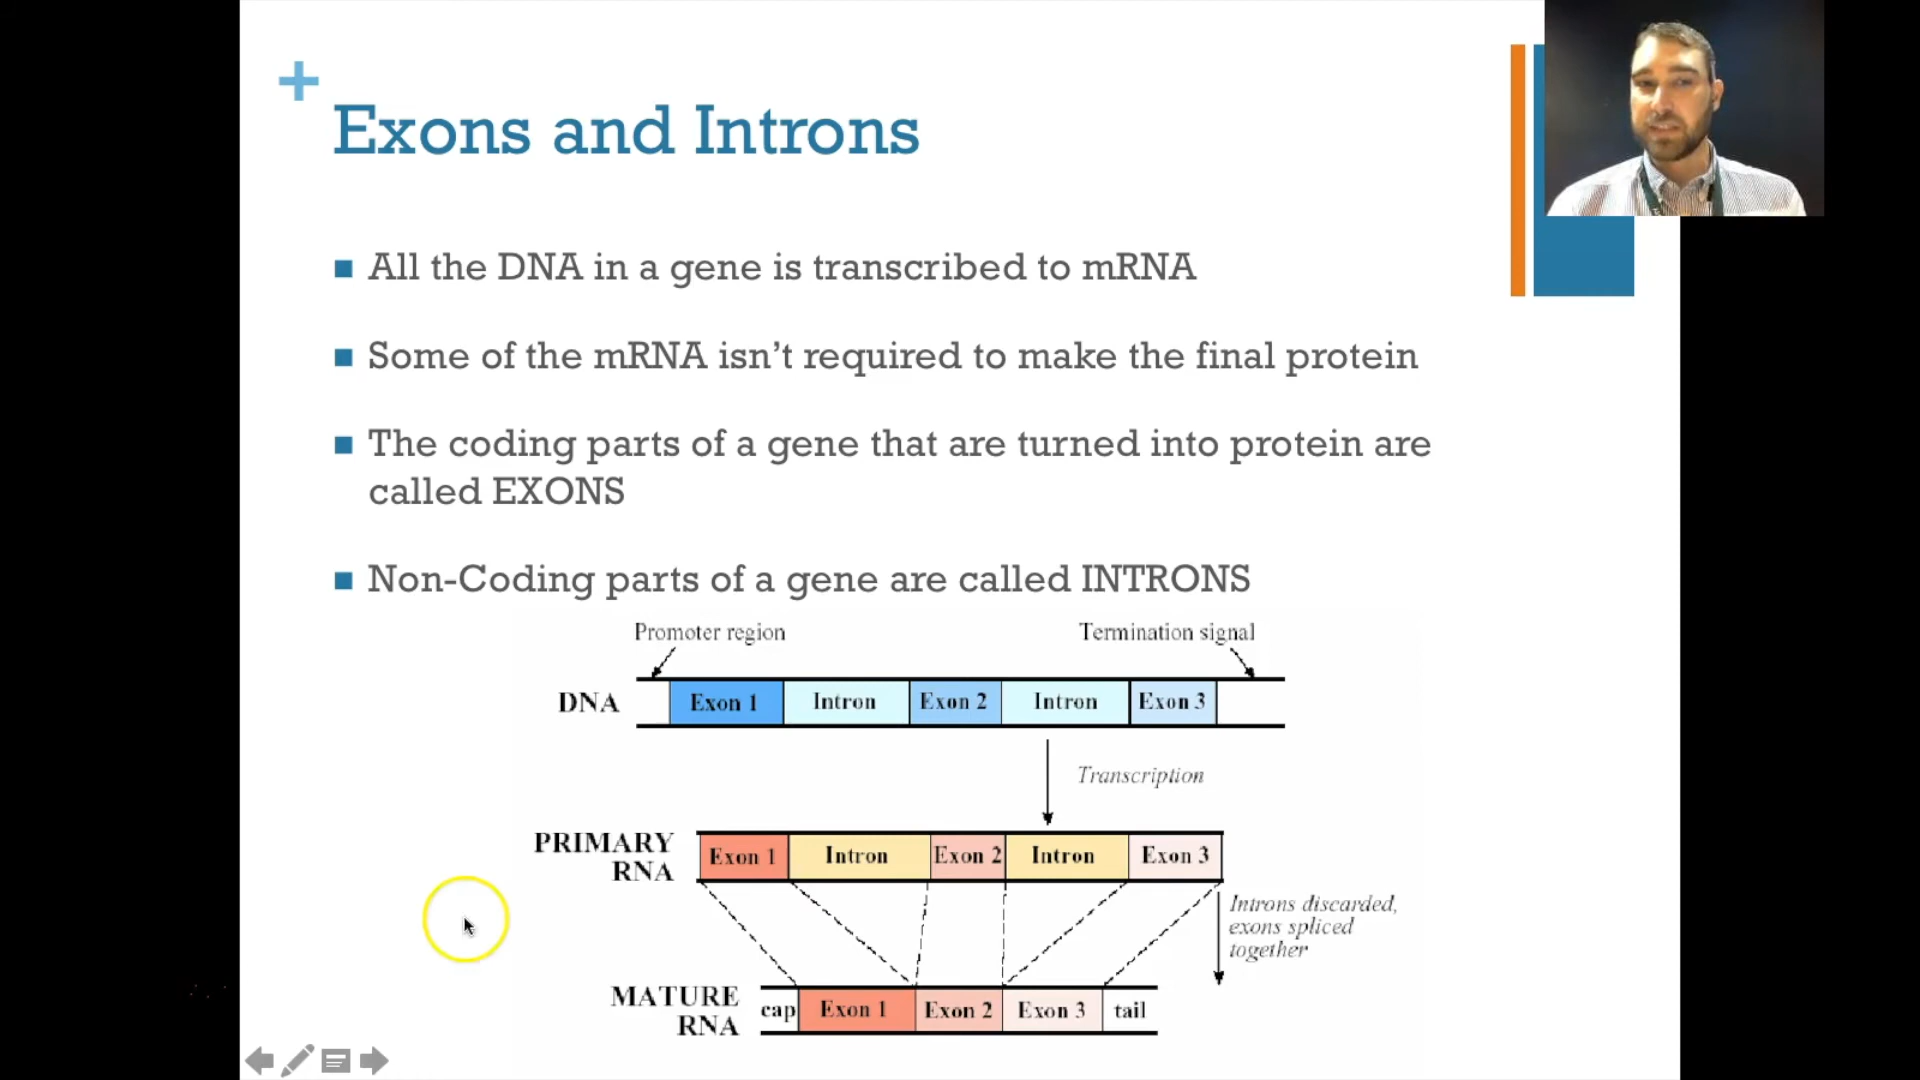 Exons and Introns
All the DNA in a gene is transcribed to mRNA
Some of the mRNA isn't required to make the final protein
The coding parts of a gene that are turned into protein are
called EXONS
Non-Coding parts of a gene are called INTRONS
Promoter region
Termination signal
DNA
Exon 1
Intron
Exon 2
Intron
Exon 3
Transcription
PRIMARY
RNA
Exon 1
Intron
Exon 2
Intron
Exon 3
Introns discarded,
exons spliced
together
MATURE
RNA
cap
Exon 1
Exon 2
Exon 3
tail